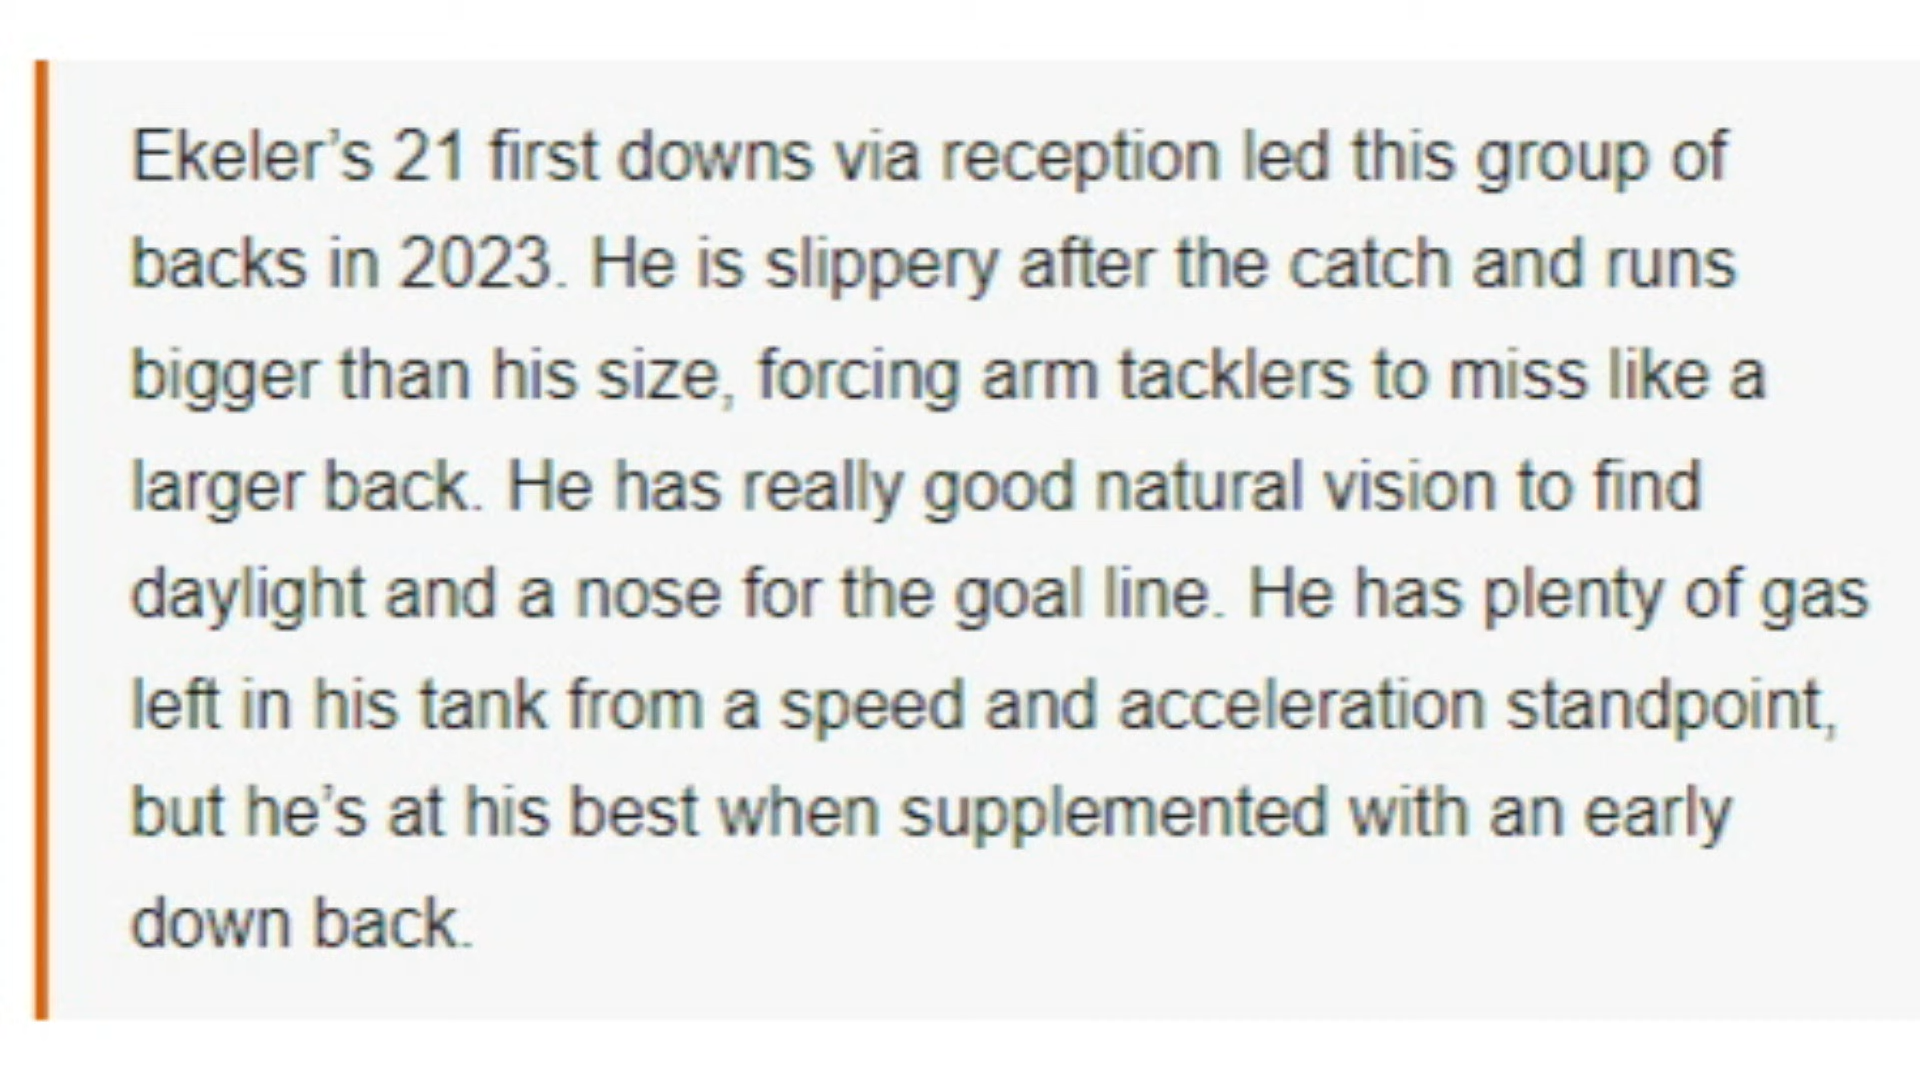 Ekeler’s 21 first downs via reception led this group of
backs in 2023. He is slippery after the catch and runs
bigger than his size, forcing arm tacklers to miss like a
larger back. He has really good natural vision to find
daylight and a nose for the goal line. He has plenty of gas
left in his tank from a speed and acceleration standpoint,
but he’s at his best when supplemented with an early
down back.